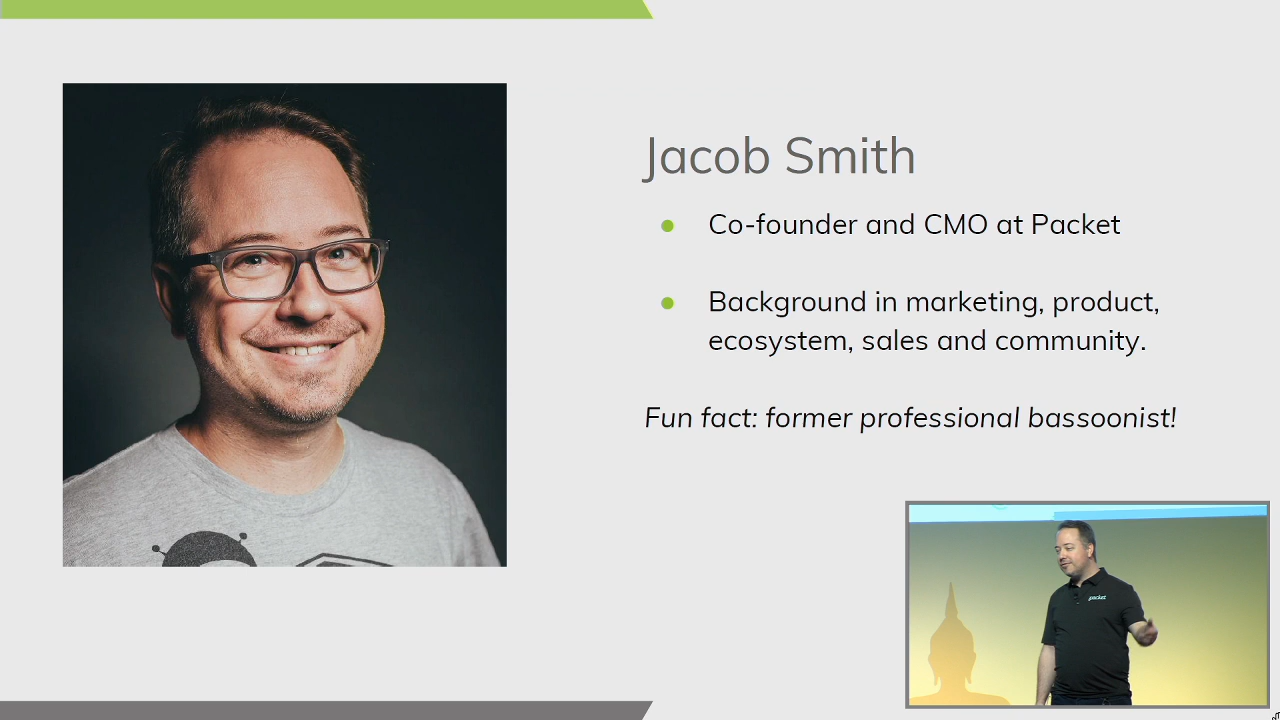 Jacob Smith
● Co-founder and CMO at Packet
● Background in marketing, product,
ecosystem, sales and community.
Fun fact: former professional bassoonist!
packet